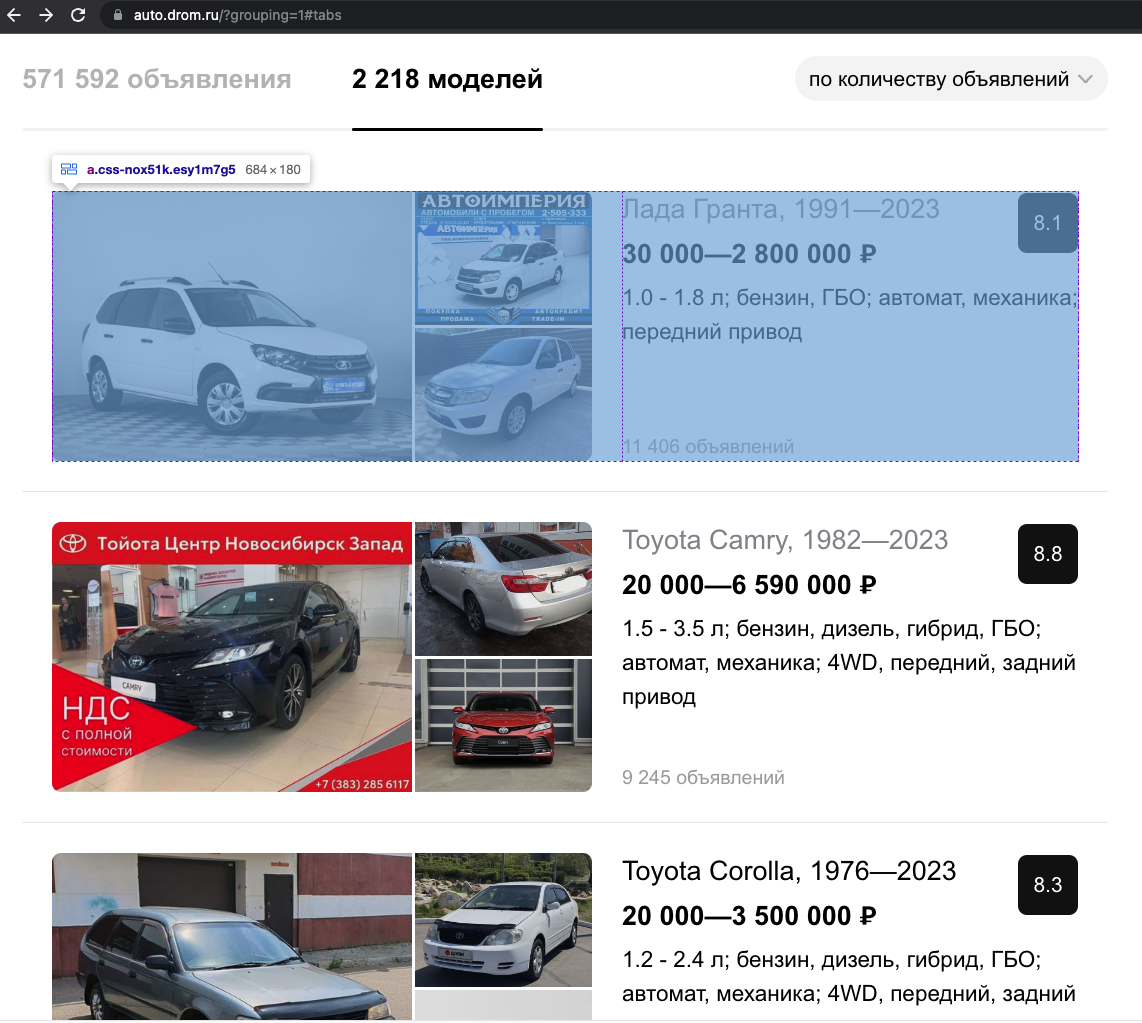 auto.drom.ru/?grouping=1#tabs
571 592 объявления
2 218 моделей
по количеству объявлений
a.css-nox51k.esy1m7g5 684 × 180
АВТОИМПЕРИЯ
АВТОМОБИЛИ С ПРОБЕГОМ 2-505-333
АВТОИМПЕРИЯ
ПОКУПКА
ПРОДАЖА
АВТОКРЕДИТ
TRADE-IN
Лада Гранта, 1991—2023
8.1
30 000—2 800 000 ₽
1.0 - 1.8 л; бензин, ГБО; автомат, механика;
передний привод
11 406 объявлений
Тойота Центр Новосибирск Запад
CAMRY
НДС
С ПОЛНОЙ
СТОИМОСТИ
+7 (383) 285 6117
Toyota Camry, 1982—2023
8.8
20 000—6 590 000 ₽
1.5 - 3.5 л; бензин, дизель, гибрид, ГБО;
автомат, механика; 4WD, передний, задний
привод
9 245 объявлений
Toyota Corolla, 1976—2023
8.3
20 000—3 500 000 ₽
1.2 - 2.4 л; бензин, дизель, гибрид, ГБО;
автомат, механика; 4WD, передний, задний